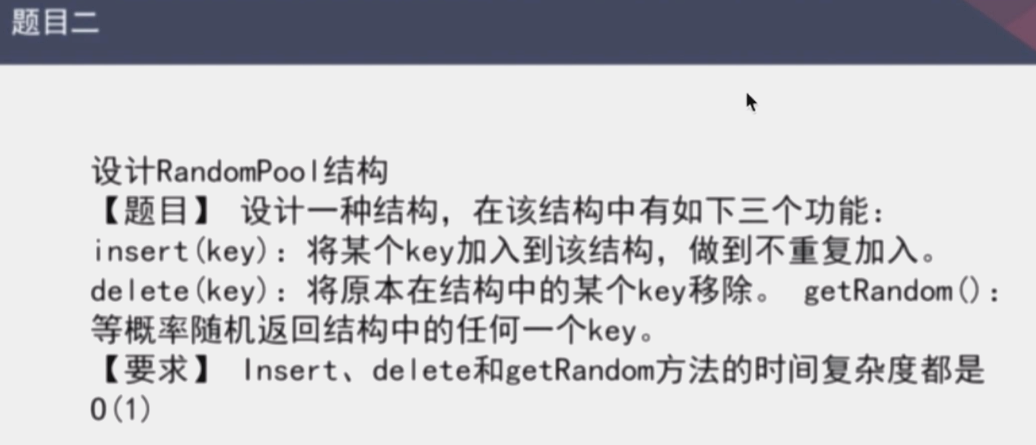 题目二
设计RandomPool结构
【题目】 设计一种结构，在该结构中有如下三个功能：
insert(key)：将某个key加入到该结构，做到不重复加入。
delete(key)：将原本在结构中的某个key移除。 getRandom()：
等概率随机返回结构中的任何一个key。
【要求】 Insert、delete和getRandom方法的时间复杂度都是
O(1)